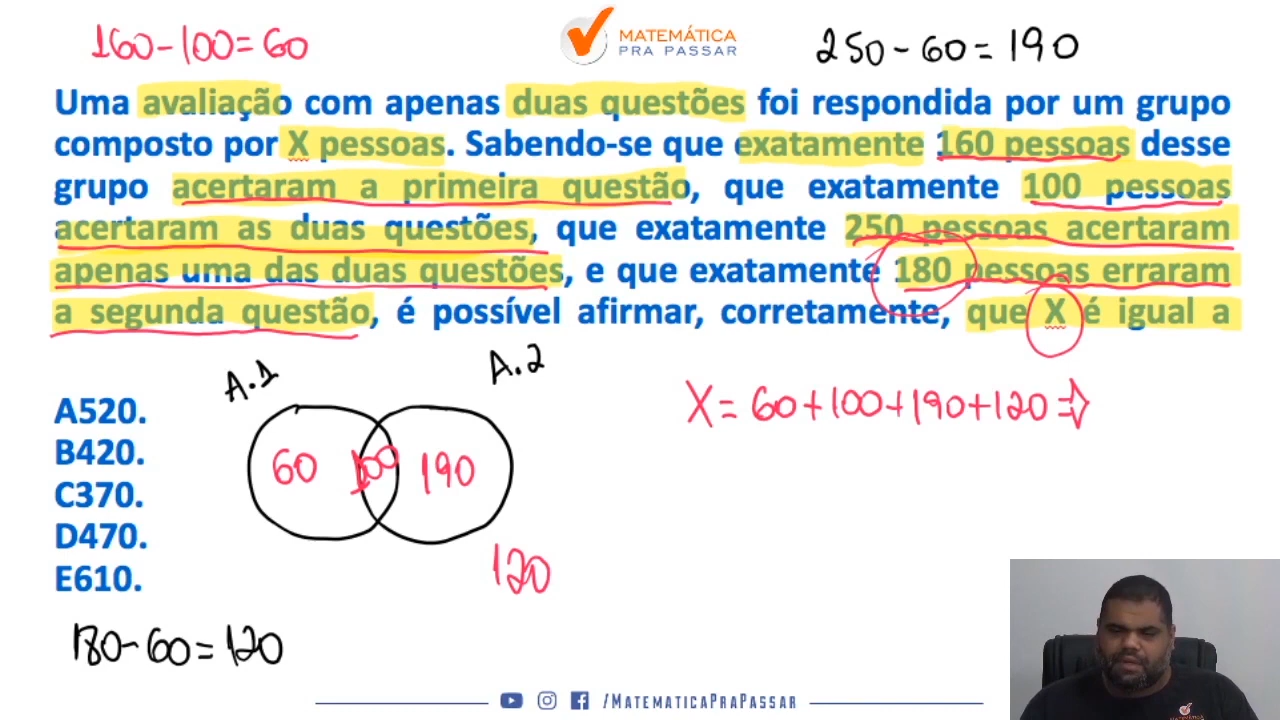 160-100=60
MATEMÁTICA
PRA PASSAR
250-60=190
Uma avaliação com apenas duas questões foi respondida por um grupo
composto por X pessoas. Sabendo-se que exatamente 160 pessoas desse
grupo acertaram a primeira questão, que exatamente 100 pessoas
acertaram as duas questões, que exatamente 250 pessoas acertaram
apenas uma das duas questões, e que exatamente 180 pessoas erraram
a segunda questão, é possível afirmar, corretamente, que X é igual a
A.1
A.2
A520.
B420.
C370.
D470.
E610.
60 100 190
120
X= 60+100+190+120⇒
180-60=120
/MATEMATICAPRAPASSAR